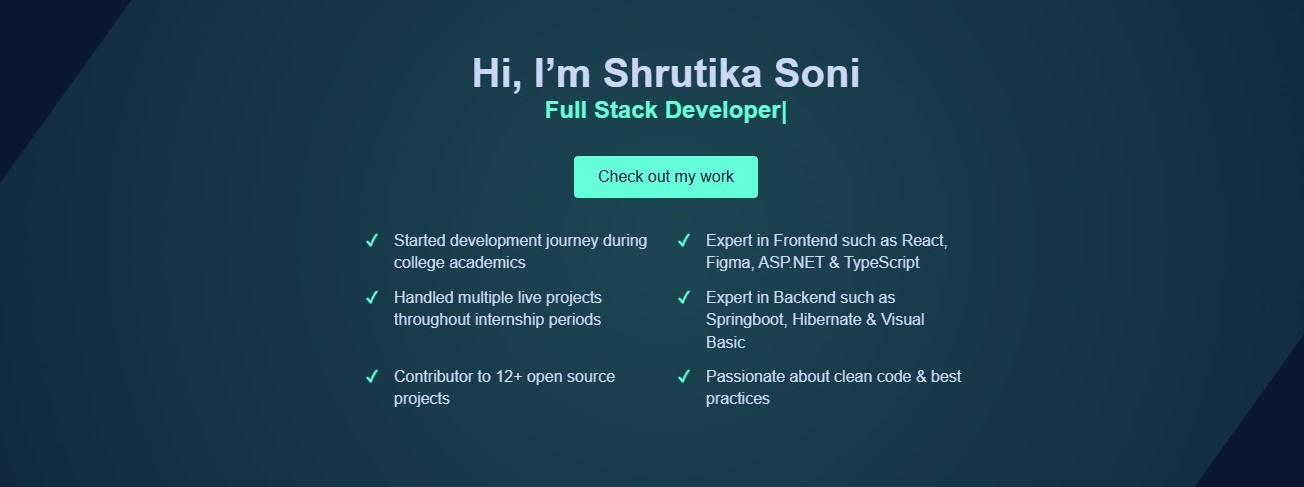 Hi, I’m Shrutika Soni
Full Stack Developer|
Check out my work
✓ Started development journey during
college academics
✓ Expert in Frontend such as React,
Figma, ASP.NET & TypeScript
✓ Handled multiple live projects
throughout internship periods
✓ Expert in Backend such as
Springboot, Hibernate & Visual
Basic
✓ Contributor to 12+ open source
projects
✓ Passionate about clean code & best
practices